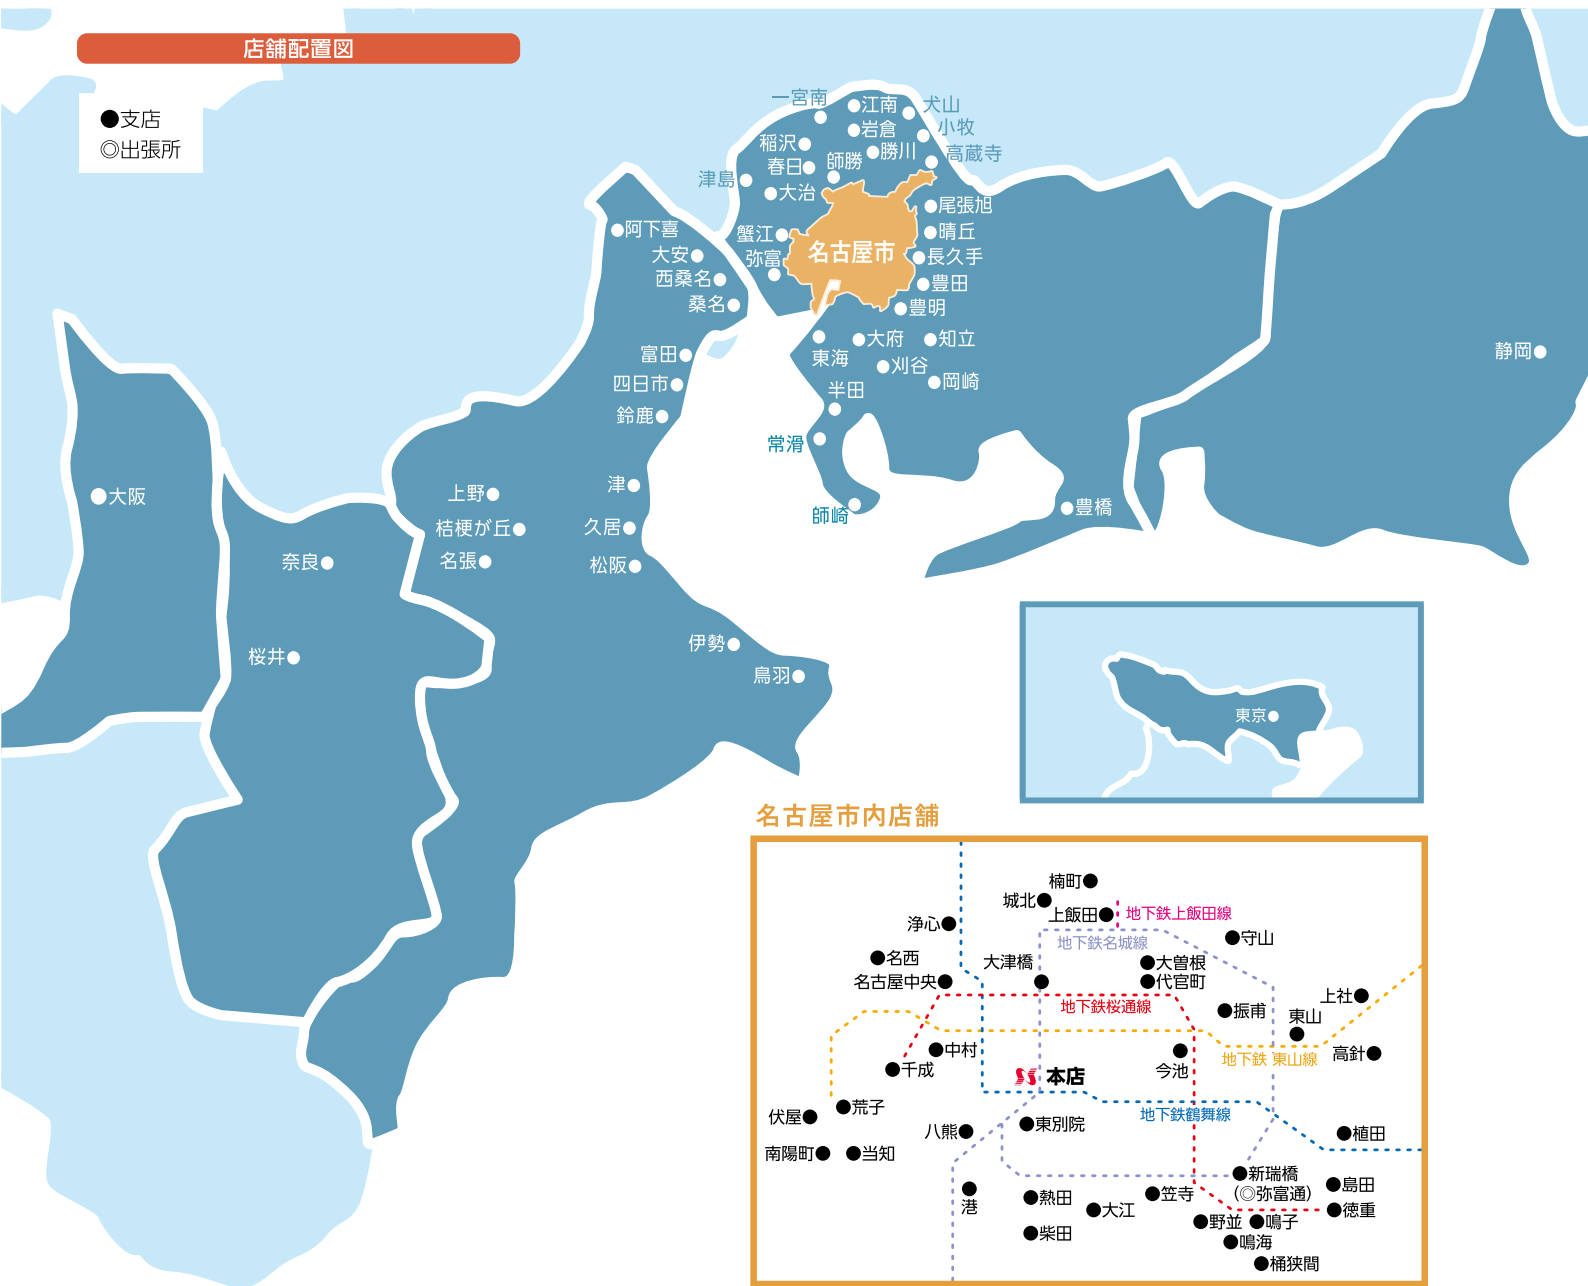 店舗配置図
●支店
◎出張所
一宮南
江南
犬山
岩倉
小牧
稲沢
勝川
高蔵寺
春日
師勝
津島
大治
尾張旭
阿下喜
蟹江
晴丘
大安
弥富
名古屋市
長久手
西桑名
豊田
桑名
豊明
東海
大府
知立
富田
刈谷
静岡
四日市
半田
岡崎
鈴鹿
常滑
津
上野
大阪
師崎
豊橋
桔梗が丘
久居
名張
松阪
奈良
伊勢
桜井
鳥羽
東京
名古屋市内店舗
楠町
城北
上飯田
地下鉄上飯田線
浄心
地下鉄名城線
守山
名西
大津橋
大曽根
名古屋中央
代官町
上社
地下鉄桜通線
振甫
東山
中村
今池
地下鉄 東山線
高針
千成
本店
荒子
伏屋
地下鉄鶴舞線
八熊
東別院
植田
南陽町
当知
新瑞橋
(◎弥富通)
島田
港
熱田
大江
笠寺
徳重
柴田
野並
鳴子
鳴海
桶狭間